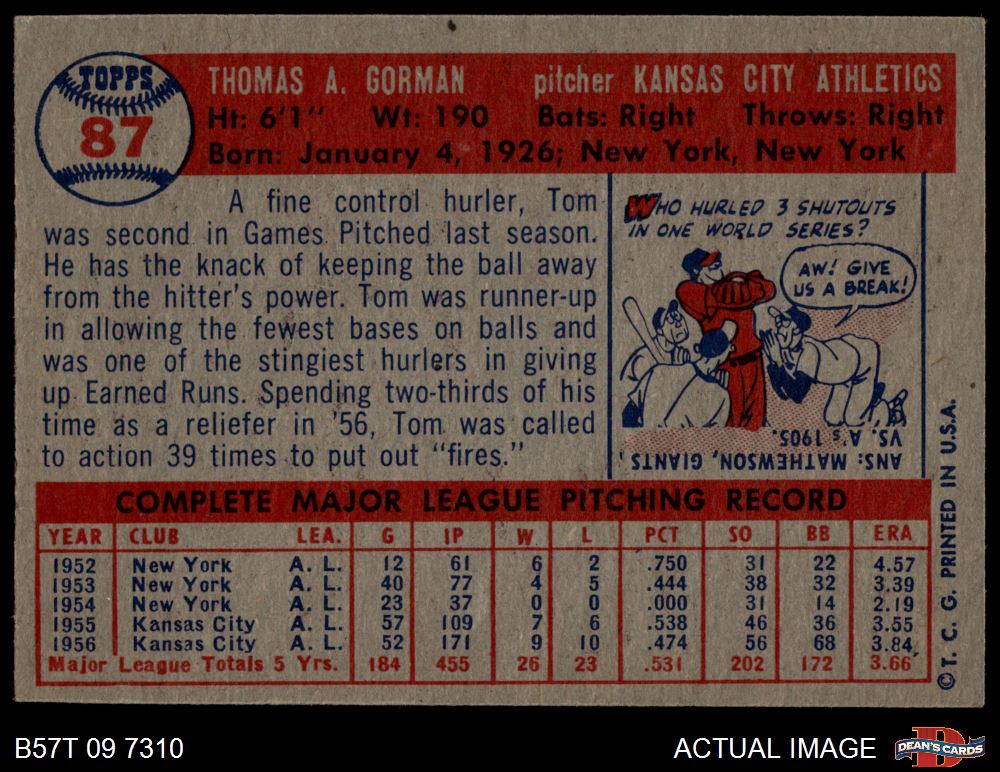 TOPPS
87
THOMAS A. GORMAN pitcher KANSAS CITY ATHLETICS
Ht: 6'1" Wt: 190 Bats: Right Throws: Right
Born: January 4, 1926; New York, New York
A fine control hurler, Tom
was second in Games Pitched last season.
He has the knack of keeping the ball away
from the hitter's power. Tom was runner-up
in allowing the fewest bases on balls and
was one of the stingiest hurlers in giving
up Earned Runs. Spending two-thirds of his
time as a reliefer in '56, Tom was called
to action 39 times to put out "fires."
WHO HURLED 3 SHUTOUTS
IN ONE WORLD SERIES?
AW! GIVE
US A BREAK!
ANS: MATHEWSON, GIANTS,
VS. A's 1905.
COMPLETE MAJOR LEAGUE PITCHING RECORD
YEAR CLUB LEA. G IP W L PCT SO BB ERA
1952 New York A. L. 12 61 6 2 .750 31 22 4.57
1953 New York A. L. 40 77 4 5 .444 38 32 3.39
1954 New York A. L. 23 37 0 0 .000 31 14 2.19
1955 Kansas City A. L. 57 109 7 6 .538 46 36 3.55
1956 Kansas City A. L. 52 171 9 10 .474 56 68 3.84
Major League Totals 5 Yrs. 184 455 26 23 .531 202 172 3.66
©T. C. G. PRINTED IN U.S.A.
B57T 09 7310 ACTUAL IMAGE DEAN'S CARDS